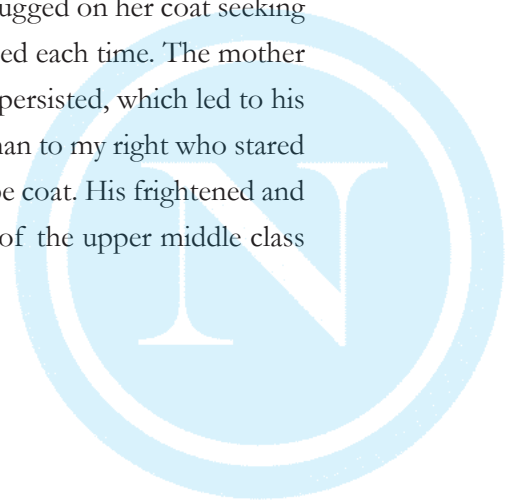 ugged on her coat seeking
ed each time. The mother
persisted, which led to his
an to my right who stared
e coat. His frightened and
of the upper middle class
N